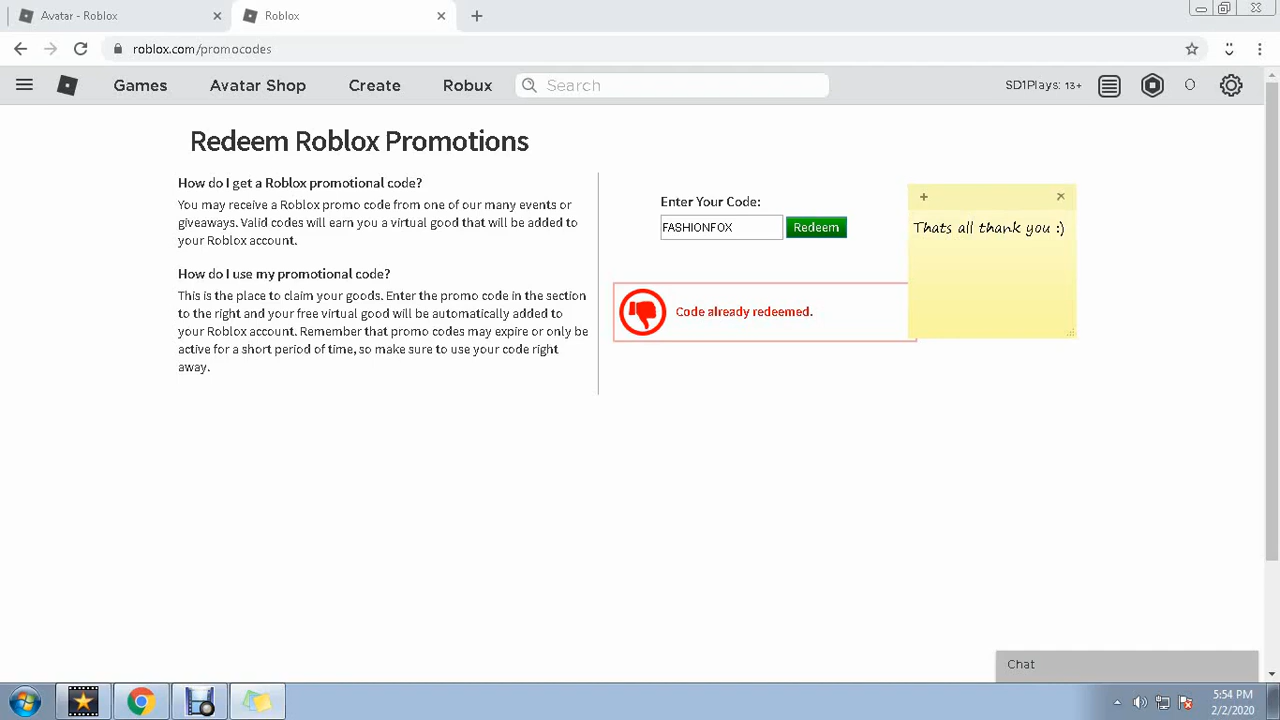 Avatar - Roblox
Roblox
roblox.com/promocodes
Games
Avatar Shop
Create
Robux
Search
SD1Plays: 13+
0
Redeem Roblox Promotions
How do I get a Roblox promotional code?
You may receive a Roblox promo code from one of our many events or
giveaways. Valid codes will earn you a virtual good that will be added to
your Roblox account.
How do I use my promotional code?
This is the place to claim your goods. Enter the promo code in the section
to the right and your free virtual good will be automatically added to
your Roblox account. Remember that promo codes may expire or only be
active for a short period of time, so make sure to use your code right
away.
Enter Your Code:
FASHIONFOX
Redeem
Code already redeemed.
Thats all thank you :)
Chat
5:54 PM
2/2/2020